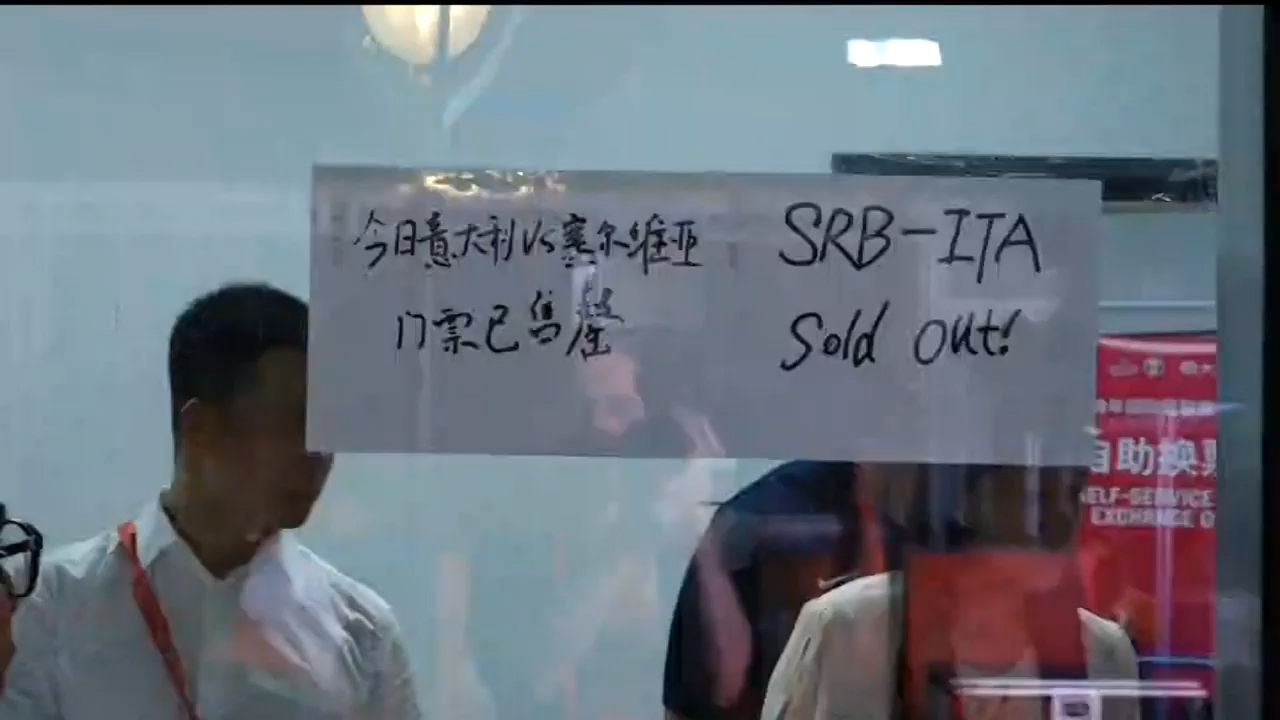 今日意大利VS塞尔维亚
门票已售罄
SRB-ITA
Sold out!
自助换票
SELF-SERVICE
EXCHANGE O